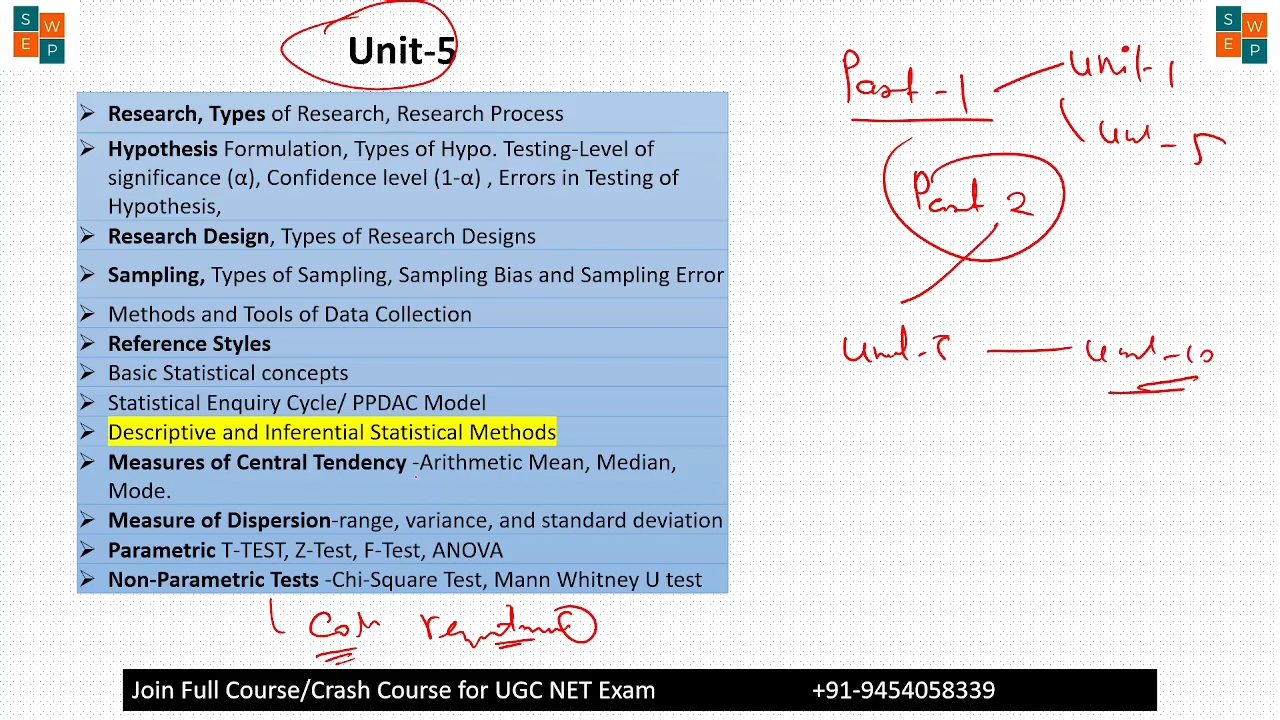 S
W
E
P
Unit-5
S
W
E
P
Part-1
Unit-1
Part 2
➢ Research, Types of Research, Research Process
➢ Hypothesis Formulation, Types of Hypo. Testing-Level of
significance (α), Confidence level (1-α) , Errors in Testing of
Hypothesis,
➢ Research Design, Types of Research Designs
➢ Sampling, Types of Sampling, Sampling Bias and Sampling Error
➢ Methods and Tools of Data Collection
➢ Reference Styles
➢ Basic Statistical concepts
➢ Statistical Enquiry Cycle/ PPDAC Model
➢ Descriptive and Inferential Statistical Methods
➢ Measures of Central Tendency -Arithmetic Mean, Median,
Mode.
➢ Measure of Dispersion-range, variance, and standard deviation
➢ Parametric T-TEST, Z-Test, F-Test, ANOVA
➢ Non-Parametric Tests -Chi-Square Test, Mann Whitney U test
Join Full Course/Crash Course for UGC NET Exam +91-9454058339